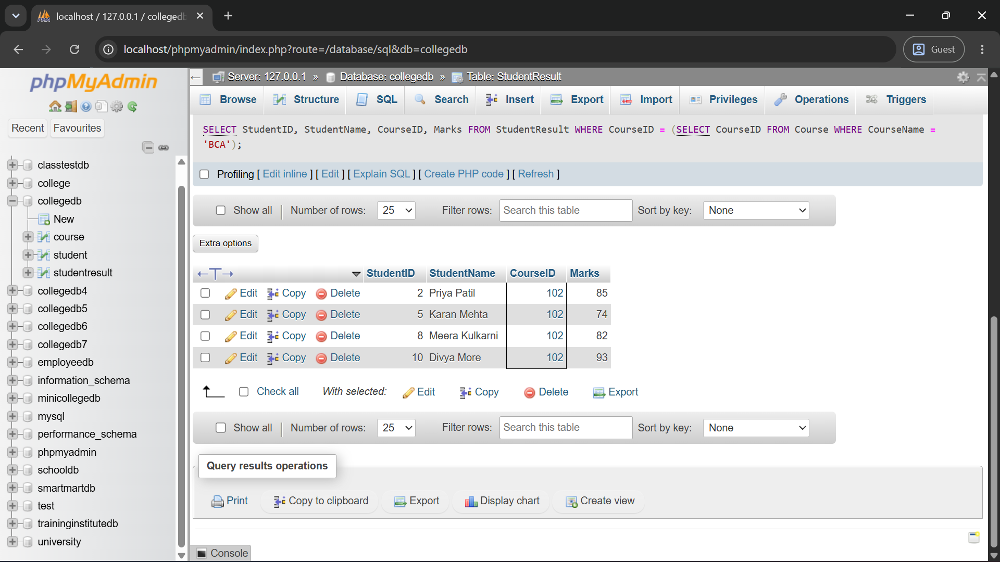 localhost / 127.0.0.1 / collegedb
localhost/phpmyadmin/index.php?route=/database/sql&db=collegedb
Guest
phpMyAdmin
Recent Favourites
classtestdb
college
collegedb
New
course
student
studentresult
collegedb4
collegedb5
collegedb6
collegedb7
employeedb
information_schema
minicollegedb
mysql
performance_schema
phpmyadmin
schooldb
smartmartdb
test
traininginstitutedb
university
Server: 127.0.0.1 » Database: collegedb » Table: StudentResult
Browse Structure SQL Search Insert Export Import Privileges Operations Triggers
SELECT StudentID, StudentName, CourseID, Marks FROM StudentResult WHERE CourseID = (SELECT CourseID FROM Course WHERE CourseName =
'BCA');
Profiling [ Edit inline ] [ Edit ] [ Explain SQL ] [ Create PHP code ] [ Refresh ]
Show all | Number of rows: 25 Filter rows: Search this table Sort by key: None
Extra options
←T→ StudentID StudentName CourseID Marks
Edit Copy Delete 2 Priya Patil 102 85
Edit Copy Delete 5 Karan Mehta 102 74
Edit Copy Delete 8 Meera Kulkarni 102 82
Edit Copy Delete 10 Divya More 102 93
Check all With selected: Edit Copy Delete Export
Show all | Number of rows: 25 Filter rows: Search this table Sort by key: None
Query results operations
Print Copy to clipboard Export Display chart Create view
Console